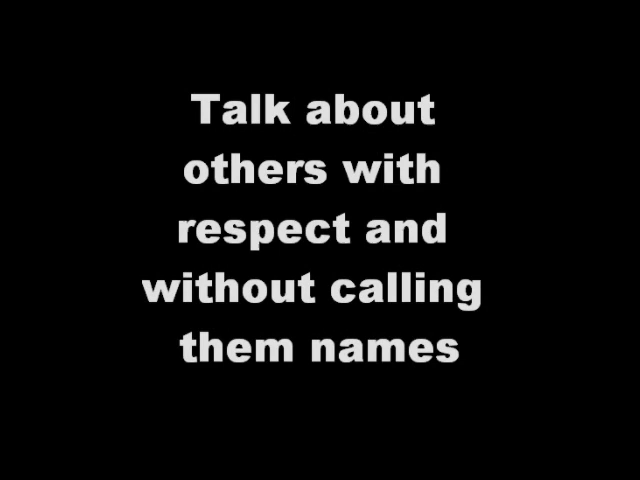 Talk about
others with
respect and
without calling
them names